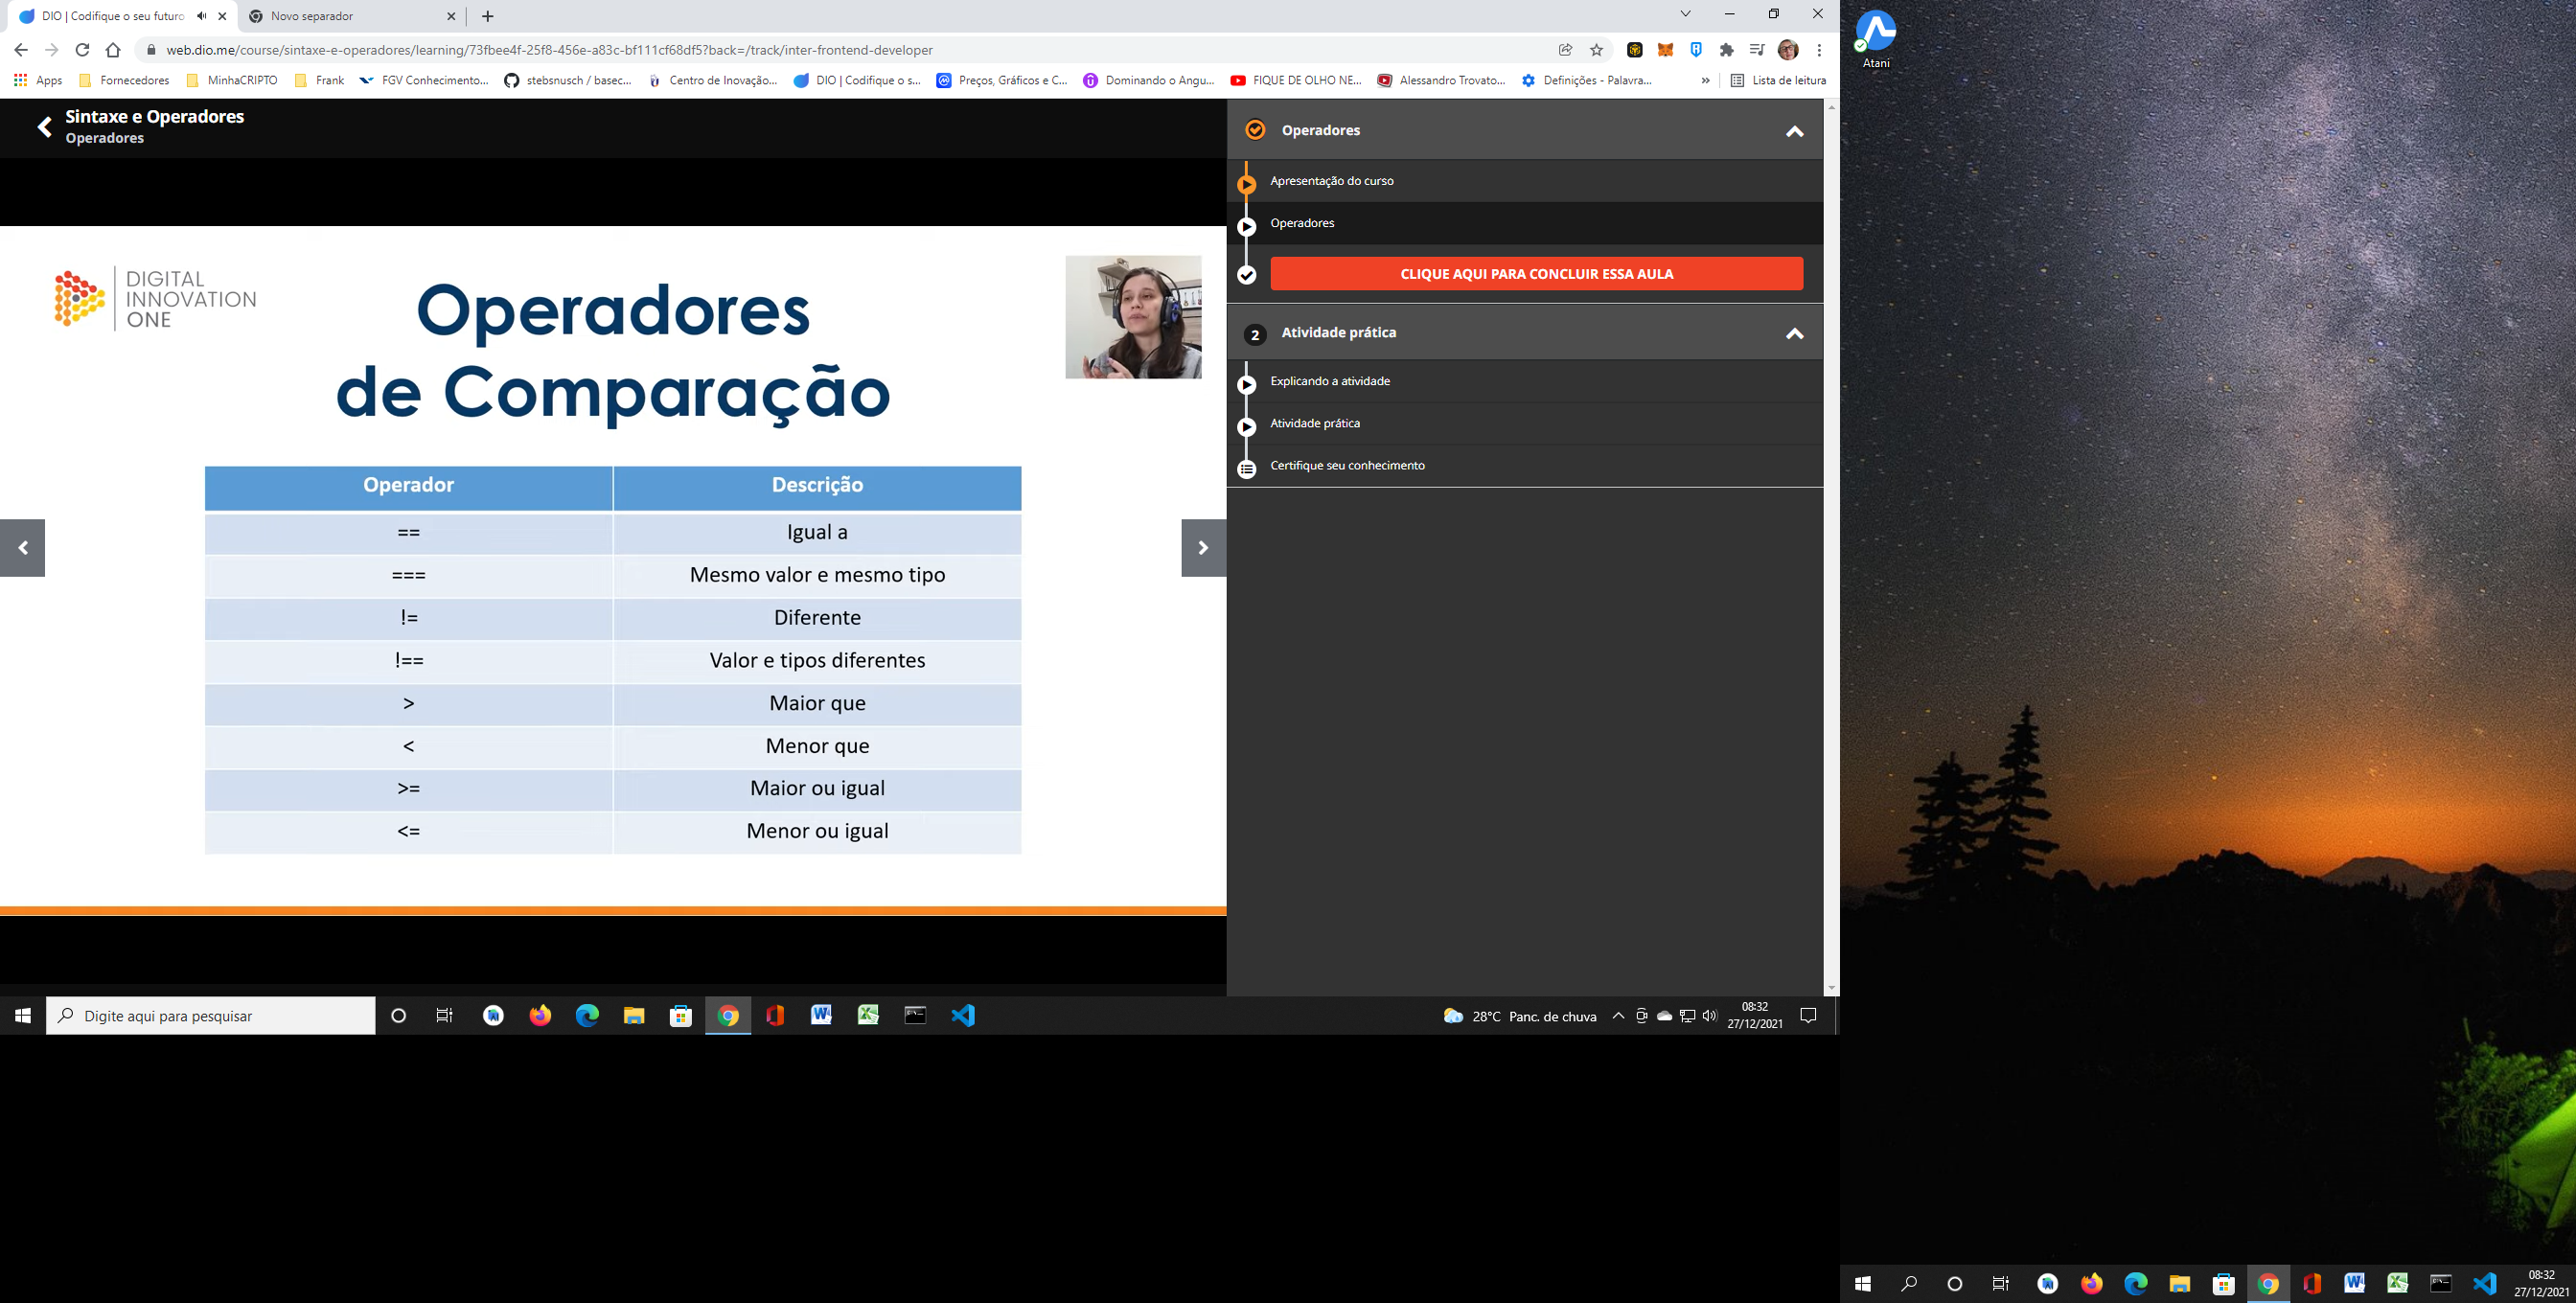 DIO | Codifique o seu futuro
Novo separador
web.dio.me/course/sintaxe-e-operadores/learning/73fbee4f-25f8-456e-a83c-bf111cf68df5?back=/track/inter-frontend-developer
Apps
Fornecedores
MinhaCRIPTO
Frank
FGV Conhecimento...
stebsnusch / basec...
Centro de Inovação...
DIO | Codifique o s...
Preços, Gráficos e C...
Dominando o Angu...
FIQUE DE OLHO NE...
Alessandro Trovato...
Definições - Palavra...
»
Lista de leitura
Sintaxe e Operadores
Operadores
DIGITAL
INNOVATION
ONE
Operadores
de Comparação
Operador Descrição
== Igual a
=== Mesmo valor e mesmo tipo
!= Diferente
!== Valor e tipos diferentes
> Maior que
< Menor que
>= Maior ou igual
<= Menor ou igual
Operadores
Apresentação do curso
Operadores
CLIQUE AQUI PARA CONCLUIR ESSA AULA
2 Atividade prática
Explicando a atividade
Atividade prática
Certifique seu conhecimento
Digite aqui para pesquisar
28°C Panc. de chuva
08:32
27/12/2021
Atani
08:32
27/12/2021